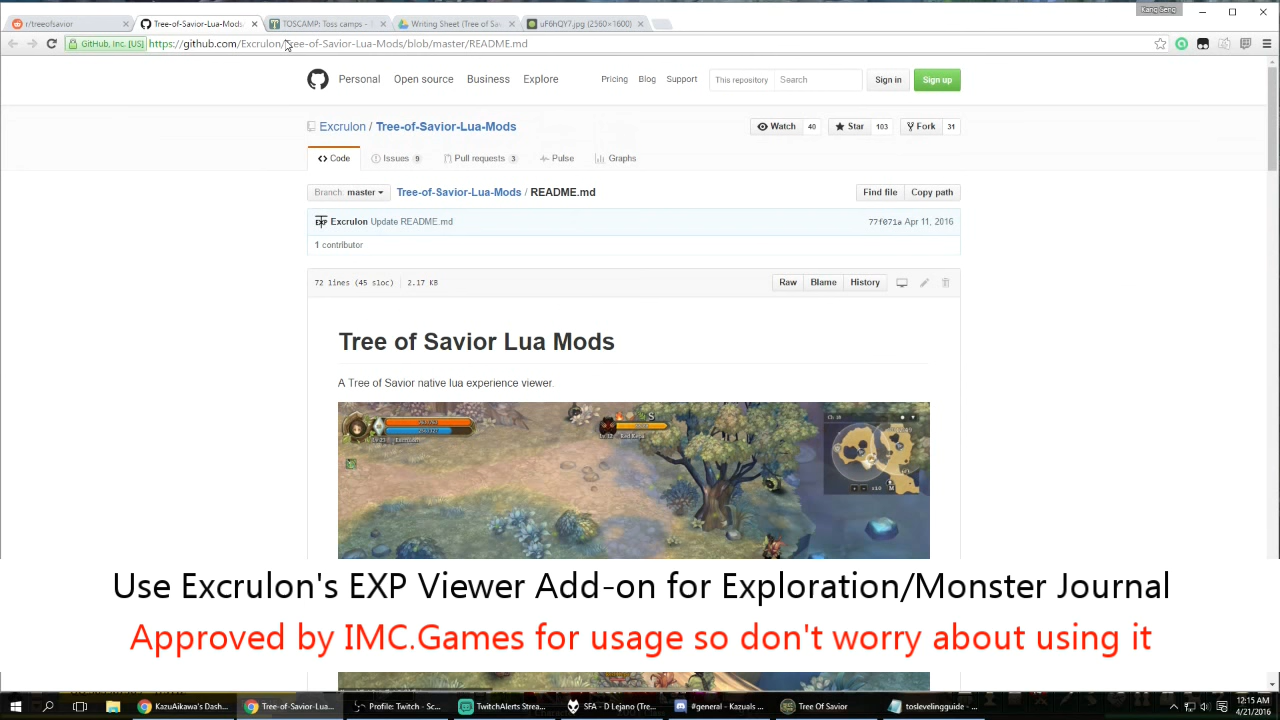 Kang Seng
r/treeofsavior
Tree-of-Savior-Lua-Mods
TOSCAMP: Toss camps -
Writing Sheet (Tree of Sav
uF6hQY7.jpg (2560×1600)
GitHub, Inc. [US] https://github.com/Excrulon/Tree-of-Savior-Lua-Mods/blob/master/README.md
Personal Open source Business Explore Pricing Blog Support This repository Search Sign in Sign up
Excrulon / Tree-of-Savior-Lua-Mods Watch 40 Star 103 Fork 31
Code Issues 9 Pull requests 3 Pulse Graphs
Branch: master Tree-of-Savior-Lua-Mods / README.md Find file Copy path
EXP Excrulon Update README.md 77f071a Apr 11, 2016
1 contributor
72 lines (45 sloc) 2.17 KB Raw Blame History
Tree of Savior Lua Mods
A Tree of Savior native lua experience viewer.
Use Excrulon's EXP Viewer Add-on for Exploration/Monster Journal
Approved by IMC.Games for usage so don't worry about using it
KazuAikawa's Dash...
Tree-of-Savior-Lua...
Profile: Twitch - Sc...
TwitchAlerts Strea...
SFA - D Lejano (Tre...
#general - Kazuals ...
Tree Of Savior
toslevelingguide - ...
12:15 AM
4/21/2016